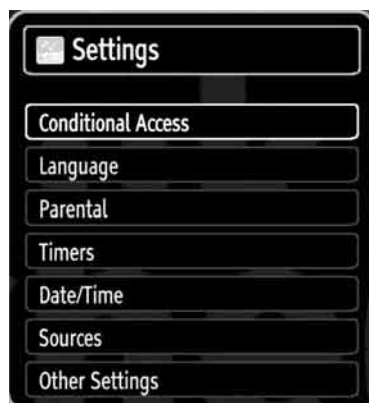 Settings
Conditional Access
Language
Parental
Timers
Date/Time
Sources
Other Settings